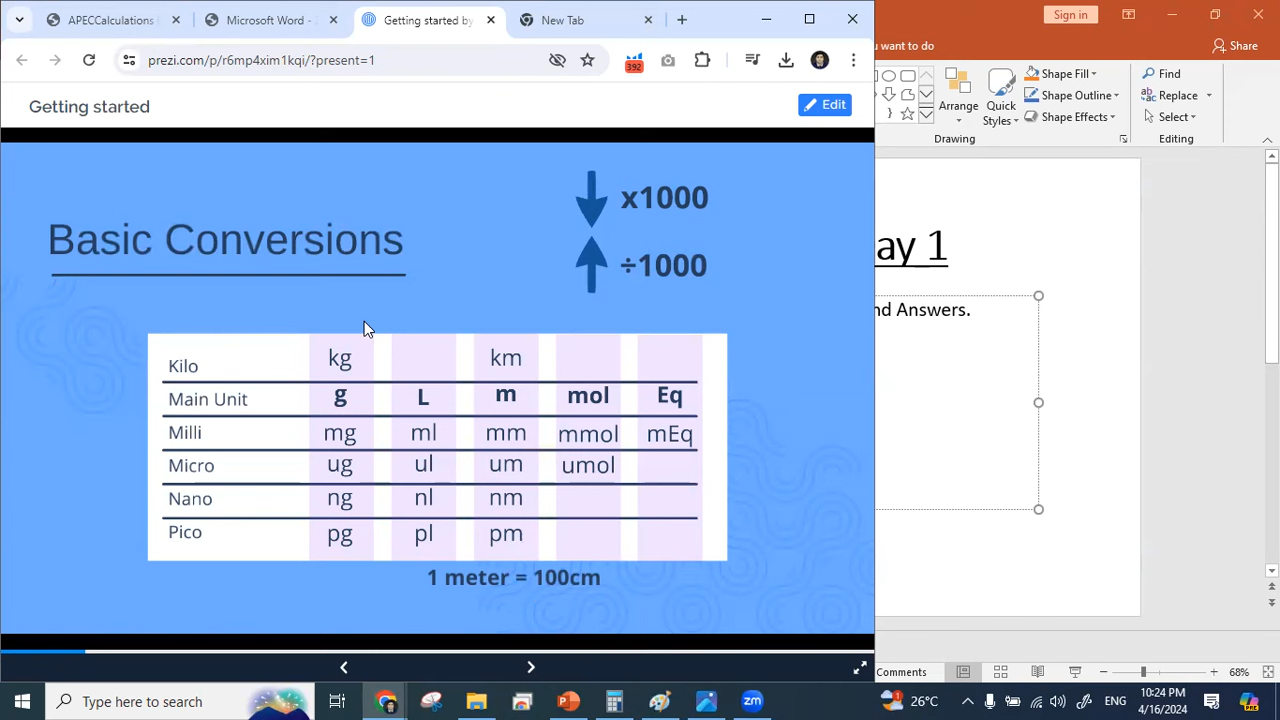 APECCalculations
Microsoft Word -
Getting started by
New Tab
Sign in
prezi.com/p/r6mp4xim1kqi/?present=1
392
u want to do
Share
Getting started
Edit
Arrange
Quick
Styles
Shape Fill
Shape Outline
Shape Effects
Find
Replace
Select
Drawing
Editing
x1000
÷1000
Basic Conversions
ay 1
nd Answers.
Kilo kg km
Main Unit g L m mol Eq
Milli mg ml mm mmol mEq
Micro ug ul um umol
Nano ng nl nm
Pico pg pl pm
1 meter = 100cm
Comments
68%
Type here to search
26°C
ENG
10:24 PM
4/16/2024